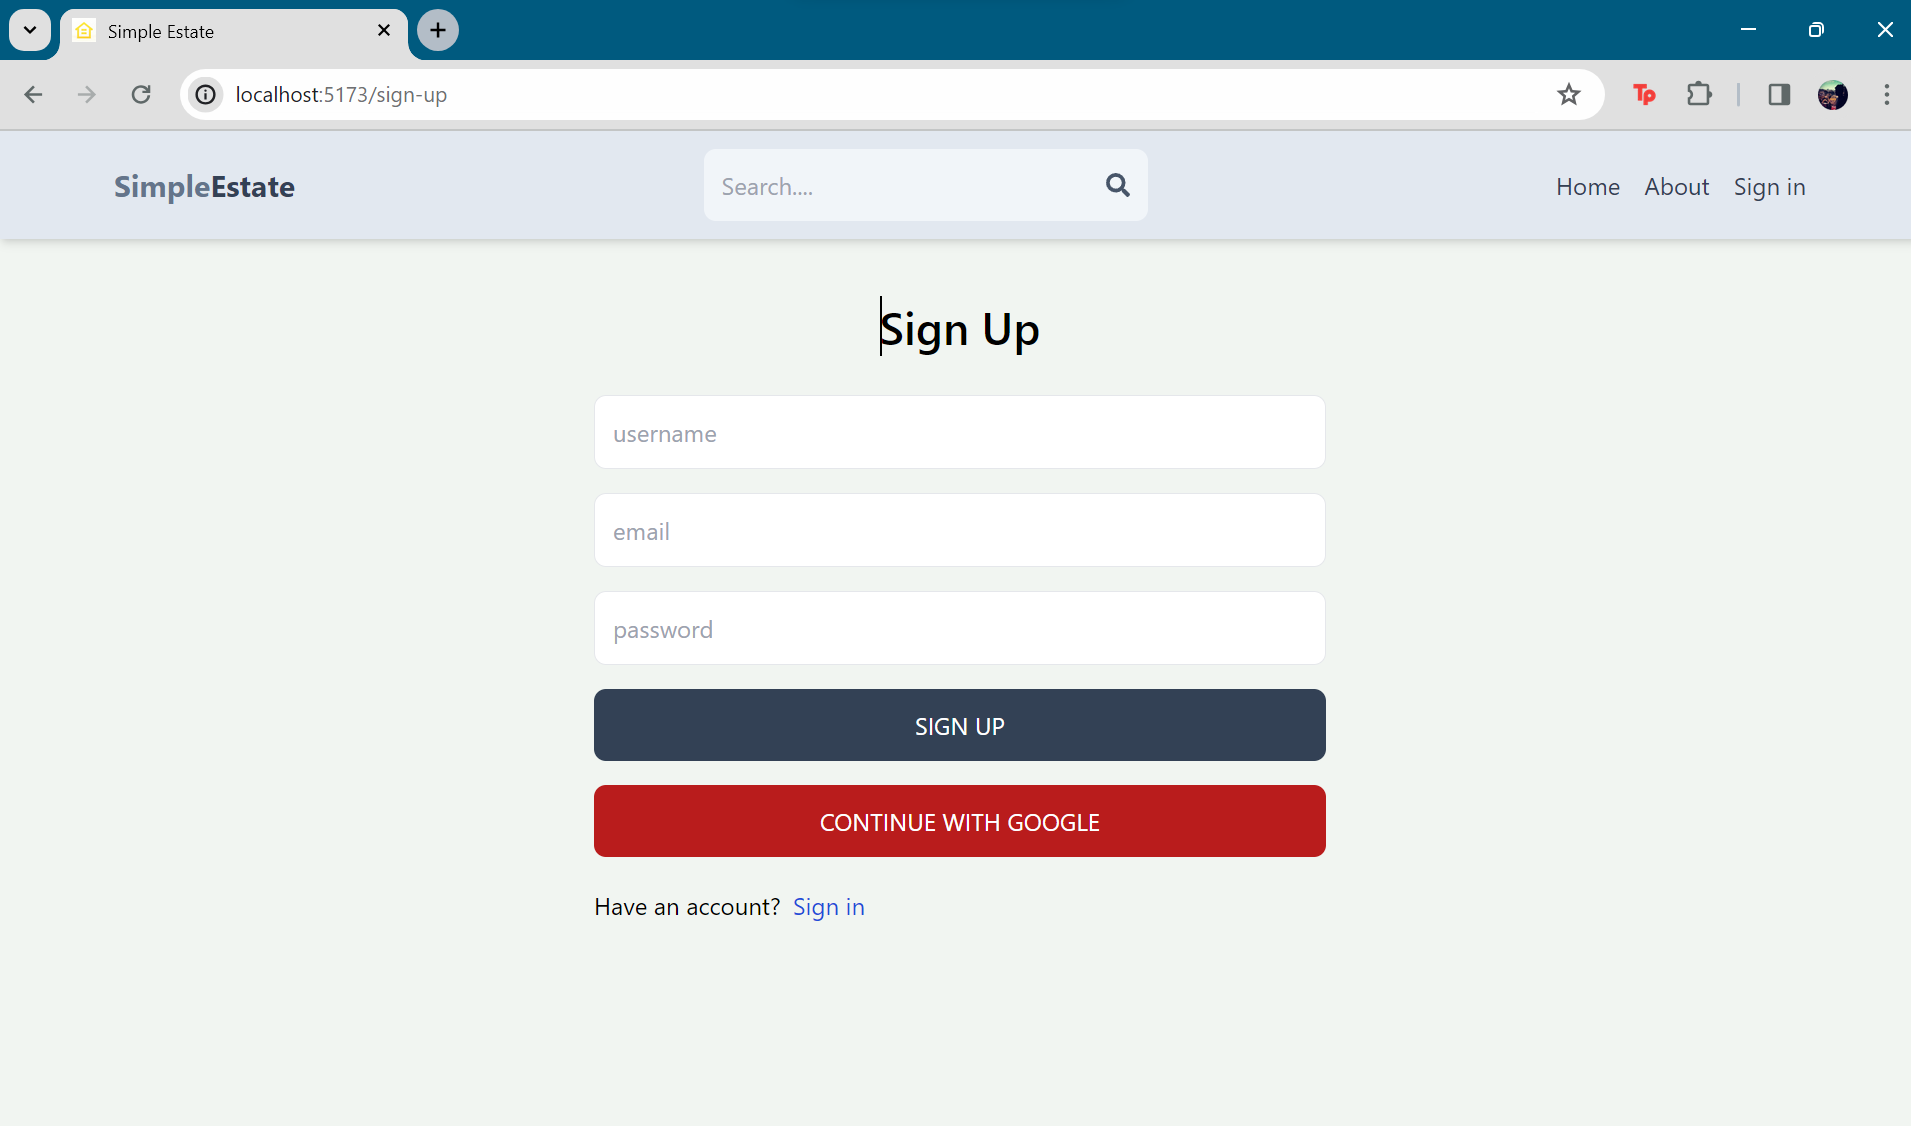 Simple Estate
localhost:5173/sign-up
Tp
SimpleEstate
Search....
Home About Sign in
Sign Up
username
email
password
SIGN UP
CONTINUE WITH GOOGLE
Have an account? Sign in